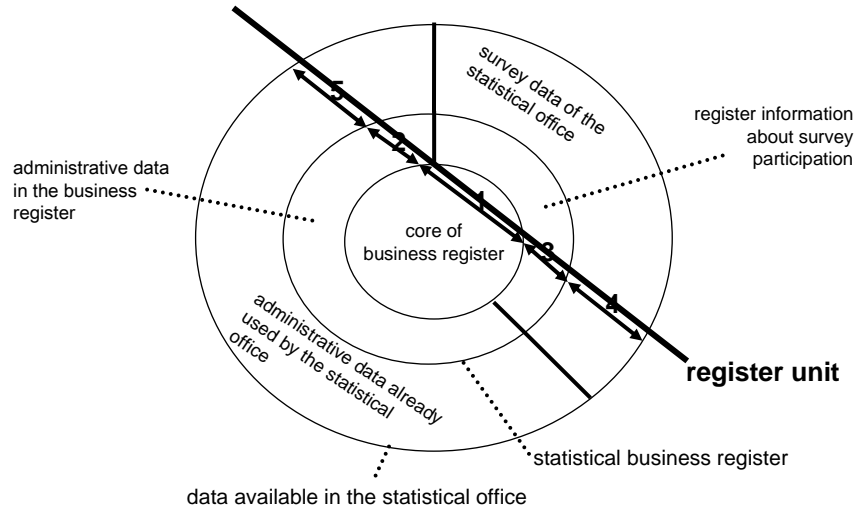 survey data of the
statistical office
register information
about survey
participation
5
2
administrative data
in the business
register
1
core of
business register
3
4
administrative data already
used by the statistical
office
register unit
statistical business register
data available in the statistical office